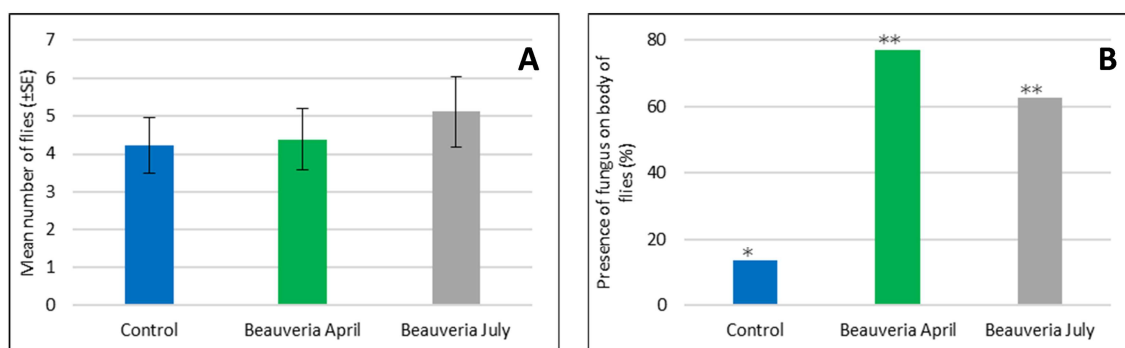 A
Mean number of flies (±SE)
7
6
5
4
3
2
1
0
Control Beauveria April Beauveria July
B
Presence of fungus on body of
flies (%)
80
60
40
20
0
*
**
**
Control Beauveria April Beauveria July